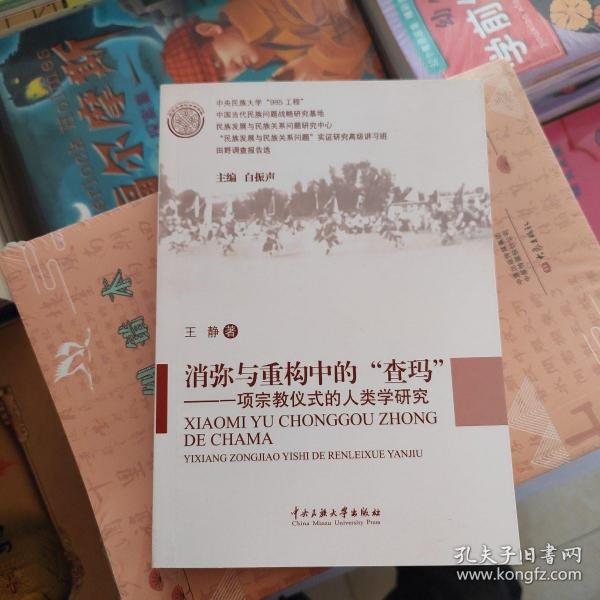 中央民族大学“985工程”
中国当代民族问题战略研究基地
民族发展与民族关系问题研究中心
“民族发展与民族关系问题”实证研究高级讲习班
田野调查报告选
主编 白振声
王 静 著
消弥与重构中的“查玛”
——一项宗教仪式的人类学研究
XIAOMI YU CHONGGOU ZHONG
DE CHAMA
YIXIANG ZONGJIAO YISHI DE RENLEIXUE YANJIU
中央民族大学出版社
China Minzu University Press
尔摩斯
学前
幼
孔夫子旧书网
www.kongfz.com